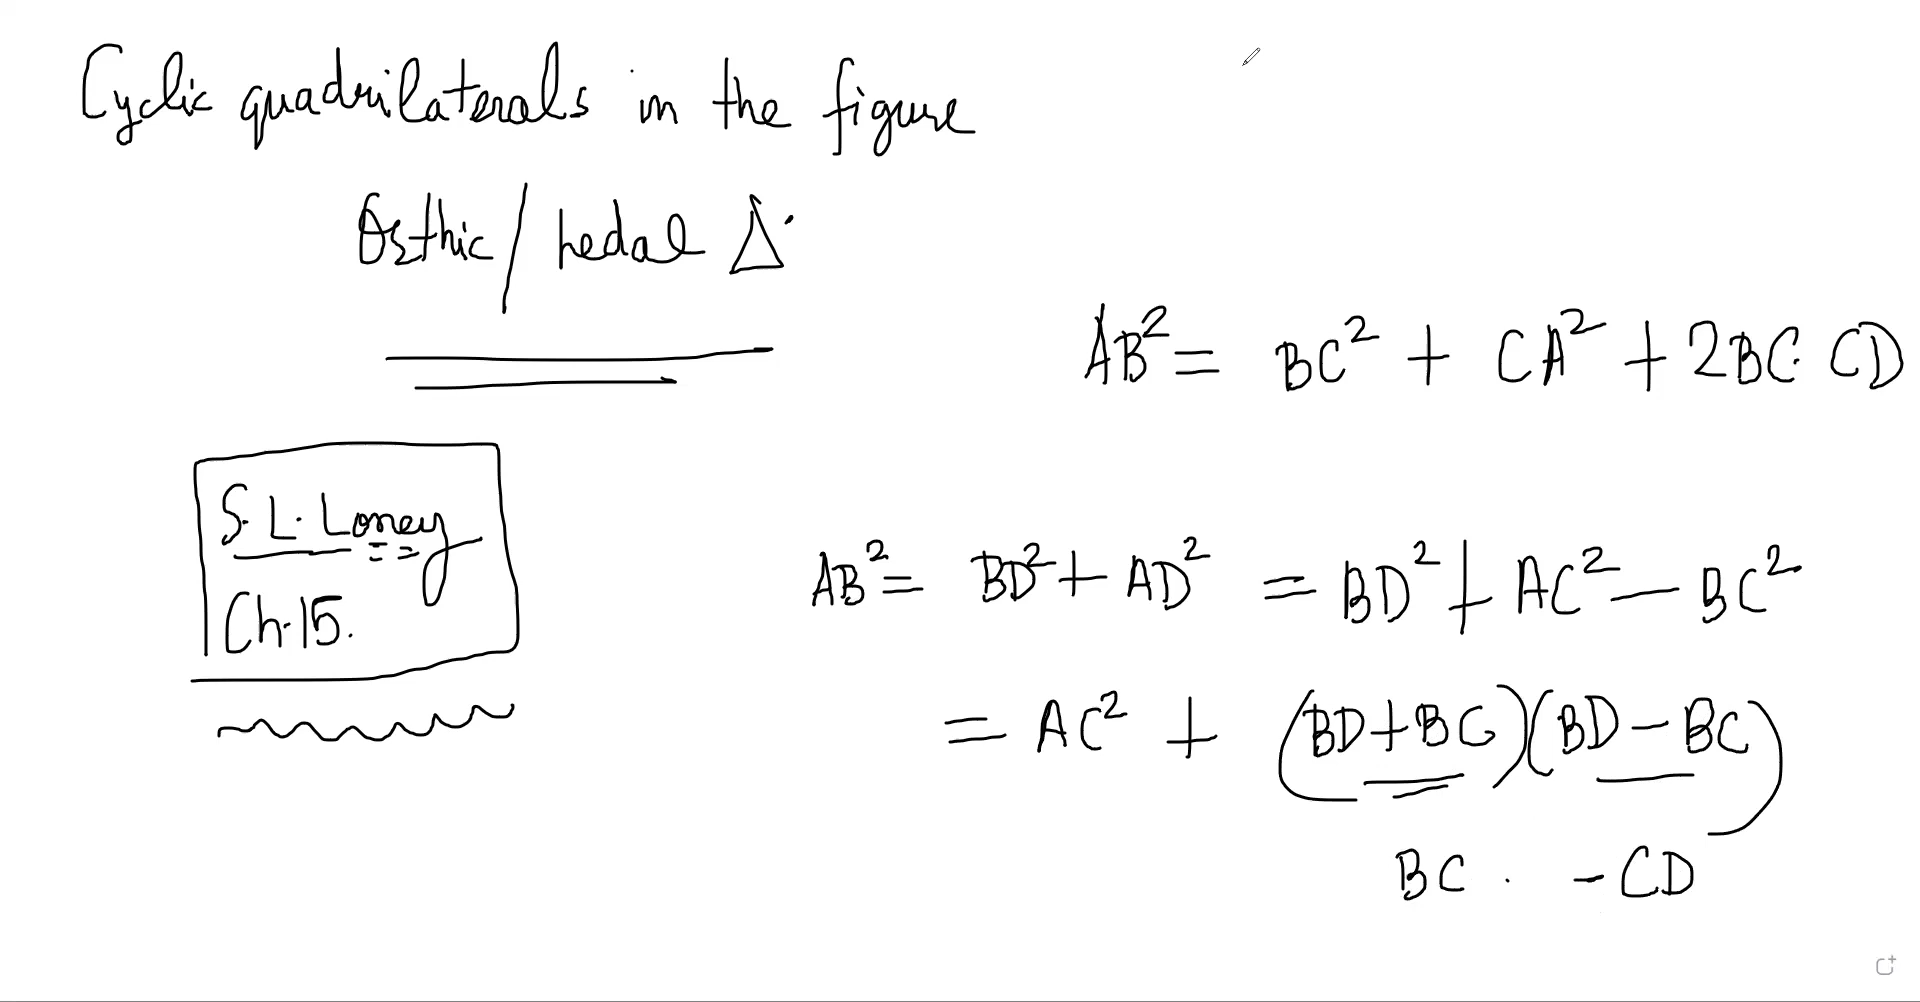 Cyclic quadrilaterals in the figure
Orthic / pedal Δ.
AB² = BC² + CA² + 2BC·CD
S.L. Loney
Ch.15.
AB² = BD² + AD² = BD² + AC² − BC²
= AC² + (BD+BC)(BD−BC)
BC . −CD